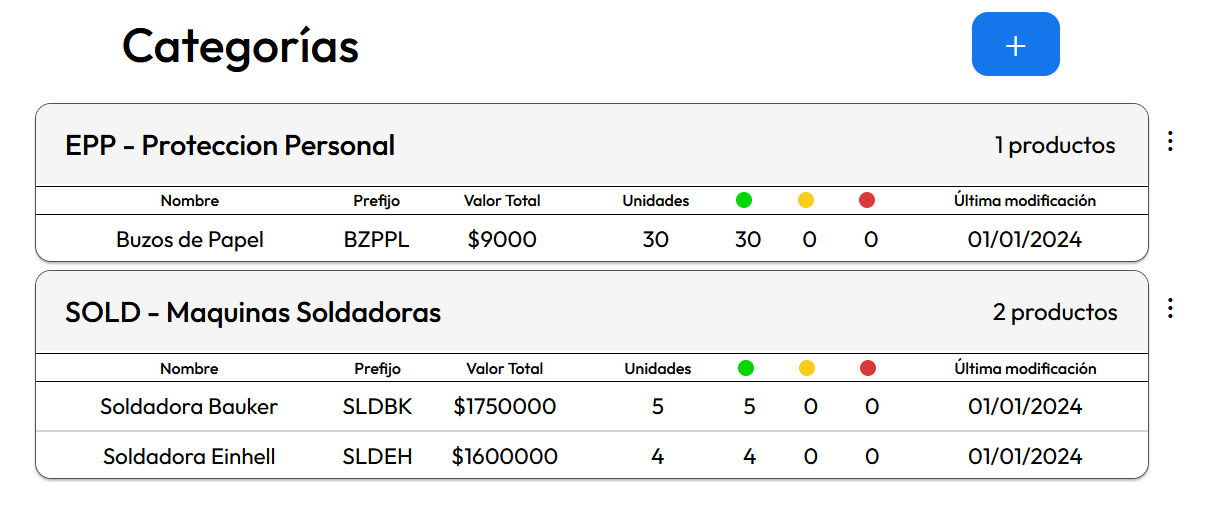 Categorías +
EPP - Proteccion Personal 1 productos
Nombre Prefijo Valor Total Unidades Última modificación
Buzos de Papel BZPPL $9000 30 30 0 0 01/01/2024
SOLD - Maquinas Soldadoras 2 productos
Nombre Prefijo Valor Total Unidades Última modificación
Soldadora Bauker SLDBK $1750000 5 5 0 0 01/01/2024
Soldadora Einhell SLDEH $1600000 4 4 0 0 01/01/2024